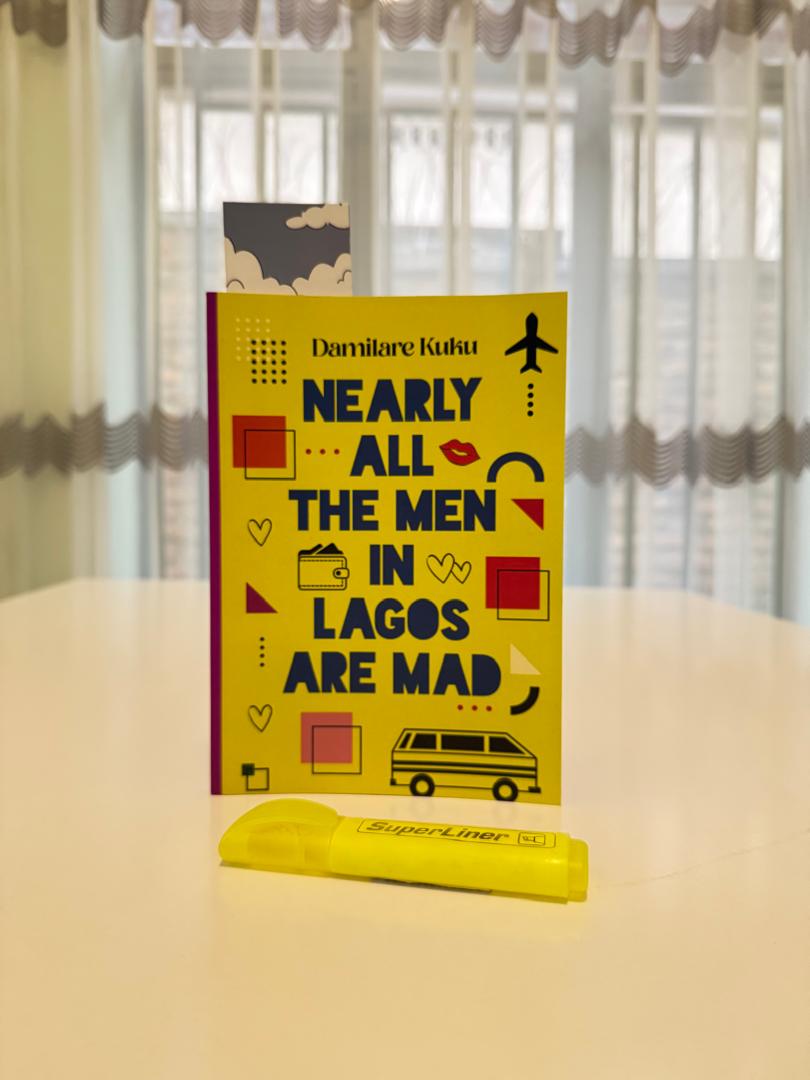 Damilare Kuku
NEARLY
ALL
THE MEN
IN
LAGOS
ARE MAD
SuperLiner